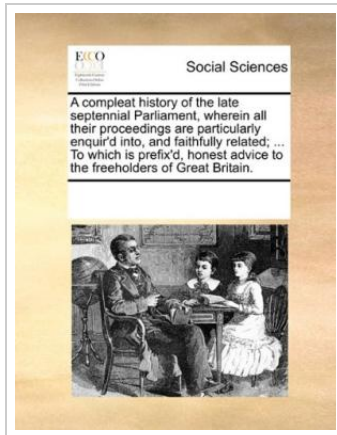 ECCO
Social Sciences
A compleat history of the late
septennial Parliament, wherein all
their proceedings are particularly
enquir'd into, and faithfully related; ...
To which is prefix'd, honest advice to
the freeholders of Great Britain.